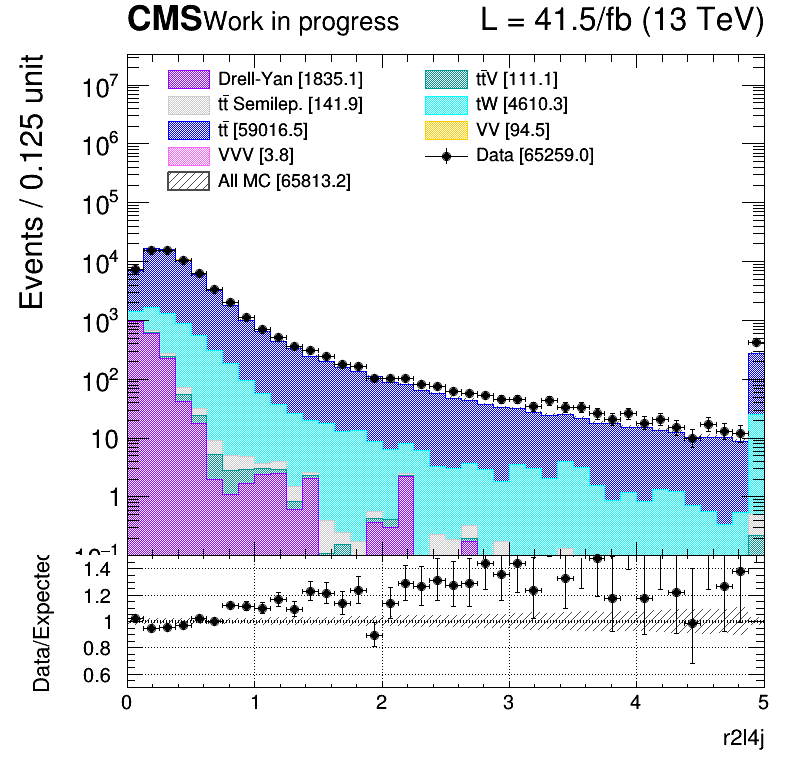 CMS Work in progress L = 41.5/fb (13 TeV)
Events / 0.125 unit
Drell-Yan [1835.1]
tt̄ Semilep. [141.9]
tt̄ [59016.5]
VVV [3.8]
All MC [65813.2]
tt̄V [111.1]
tW [4610.3]
VV [94.5]
Data [65259.0]
10⁷
10⁶
10⁵
10⁴
10³
10²
10
1
10⁻¹
Data/Expected
1.4
1.2
1
0.8
0.6
0 1 2 3 4 5
r2l4j